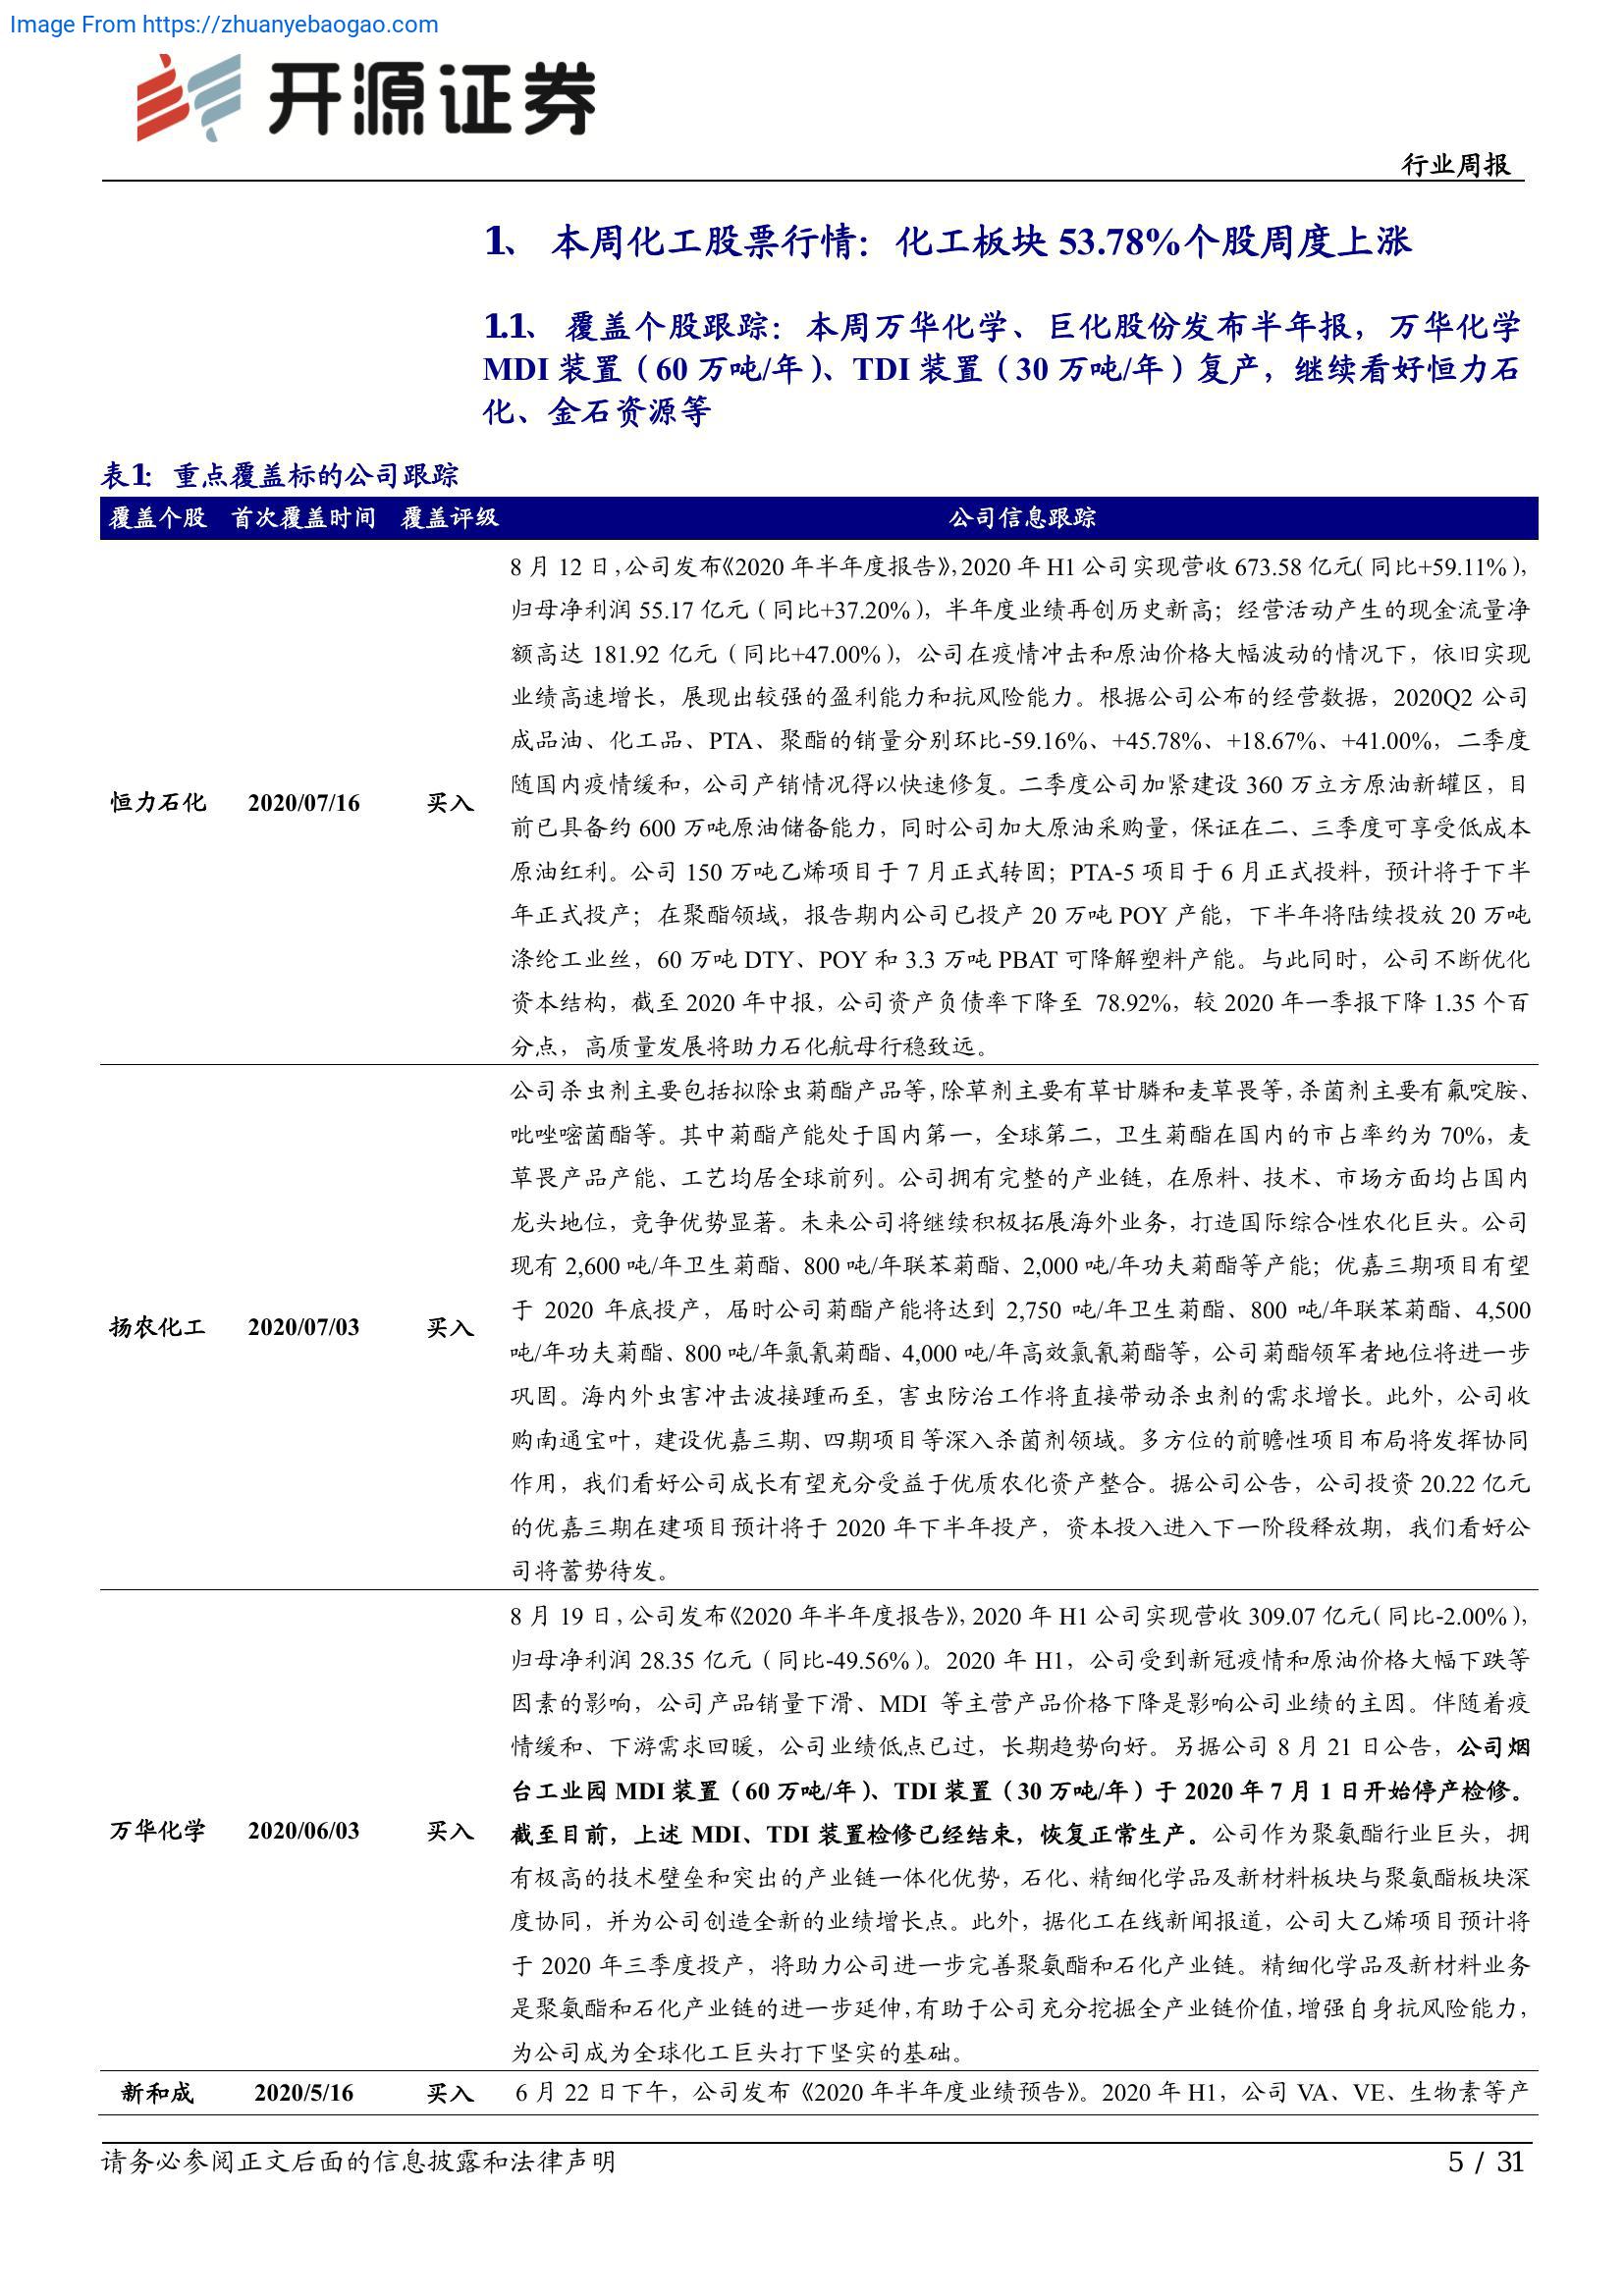 Image From https://zhuanyebaogao.com
开源证券
行业周报
1、 本周化工股票行情：化工板块 53.78%个股周度上涨
1.1、 覆盖个股跟踪：本周万华化学、巨化股份发布半年报，万华化学
MDI 装置（60 万吨/年）、TDI 装置（30 万吨/年）复产，继续看好恒力石
化、金石资源等
表1： 重点覆盖标的公司跟踪
覆盖个股 首次覆盖时间 覆盖评级 公司信息跟踪
8 月 12 日，公司发布《2020 年半年度报告》，2020 年 H1 公司实现营收 673.58 亿元（同比+59.11%），
归母净利润 55.17 亿元（同比+37.20%），半年度业绩再创历史新高；经营活动产生的现金流量净
额高达 181.92 亿元（同比+47.00%），公司在疫情冲击和原油价格大幅波动的情况下，依旧实现
业绩高速增长，展现出较强的盈利能力和抗风险能力。根据公司公布的经营数据，2020Q2 公司
成品油、化工品、PTA、聚酯的销量分别环比-59.16%、+45.78%、+18.67%、+41.00%，二季度
随国内疫情缓和，公司产销情况得以快速修复。二季度公司加紧建设 360 万立方原油新罐区，目
恒力石化 2020/07/16 买入
前已具备约 600 万吨原油储备能力，同时公司加大原油采购量，保证在二、三季度可享受低成本
原油红利。公司 150 万吨乙烯项目于 7 月正式转固；PTA-5 项目于 6 月正式投料，预计将于下半
年正式投产；在聚酯领域，报告期内公司已投产 20 万吨 POY 产能，下半年将陆续投放 20 万吨
涤纶工业丝，60 万吨 DTY、POY 和 3.3 万吨 PBAT 可降解塑料产能。与此同时，公司不断优化
资本结构，截至 2020 年中报，公司资产负债率下降至 78.92%，较 2020 年一季报下降 1.35 个百
分点，高质量发展将助力石化航母行稳致远。
公司杀虫剂主要包括拟除虫菊酯产品等，除草剂主要有草甘膦和麦草畏等，杀菌剂主要有氟啶胺、
吡唑嘧菌酯等。其中菊酯产能处于国内第一，全球第二，卫生菊酯在国内的市占率约为 70%，麦
草畏产品产能、工艺均居全球前列。公司拥有完整的产业链，在原料、技术、市场方面均占国内
龙头地位，竞争优势显著。未来公司将继续积极拓展海外业务，打造国际综合性农化巨头。公司
现有 2,600 吨/年卫生菊酯、800 吨/年联苯菊酯、2,000 吨/年功夫菊酯等产能；优嘉三期项目有望
于 2020 年底投产，届时公司菊酯产能将达到 2,750 吨/年卫生菊酯、800 吨/年联苯菊酯、4,500
扬农化工 2020/07/03 买入
吨/年功夫菊酯、800 吨/年氯氰菊酯、4,000 吨/年高效氯氰菊酯等，公司菊酯领军者地位将进一步
巩固。海内外虫害冲击波接踵而至，害虫防治工作将直接带动杀虫剂的需求增长。此外，公司收
购南通宝叶，建设优嘉三期、四期项目等深入杀菌剂领域。多方位的前瞻性项目布局将发挥协同
作用，我们看好公司成长有望充分受益于优质农化资产整合。据公司公告，公司投资 20.22 亿元
的优嘉三期在建项目预计将于 2020 年下半年投产，资本投入进入下一阶段释放期，我们看好公
司将蓄势待发。
8 月 19 日，公司发布《2020 年半年度报告》，2020 年 H1 公司实现营收 309.07 亿元（同比-2.00%），
归母净利润 28.35 亿元（同比-49.56%）。2020 年 H1，公司受到新冠疫情和原油价格大幅下跌等
因素的影响，公司产品销量下滑、MDI 等主营产品价格下降是影响公司业绩的主因。伴随着疫
情缓和、下游需求回暖，公司业绩低点已过，长期趋势向好。另据公司 8 月 21 日公告，公司烟
台工业园 MDI 装置（60 万吨/年）、TDI 装置（30 万吨/年）于 2020 年 7 月 1 日开始停产检修。
万华化学 2020/06/03 买入
截至目前，上述 MDI、TDI 装置检修已经结束，恢复正常生产。公司作为聚氨酯行业巨头，拥
有极高的技术壁垒和突出的产业链一体化优势，石化、精细化学品及新材料板块与聚氨酯板块深
度协同，并为公司创造全新的业绩增长点。此外，据化工在线新闻报道，公司大乙烯项目预计将
于 2020 年三季度投产，将助力公司进一步完善聚氨酯和石化产业链。精细化学品及新材料业务
是聚氨酯和石化产业链的进一步延伸，有助于公司充分挖掘全产业链价值，增强自身抗风险能力，
为公司成为全球化工巨头打下坚实的基础。
新和成 2020/5/16 买入 6 月 22 日下午，公司发布《2020 年半年度业绩预告》。2020 年 H1，公司 VA、VE、生物素等产
请务必参阅正文后面的信息披露和法律声明 5 / 31